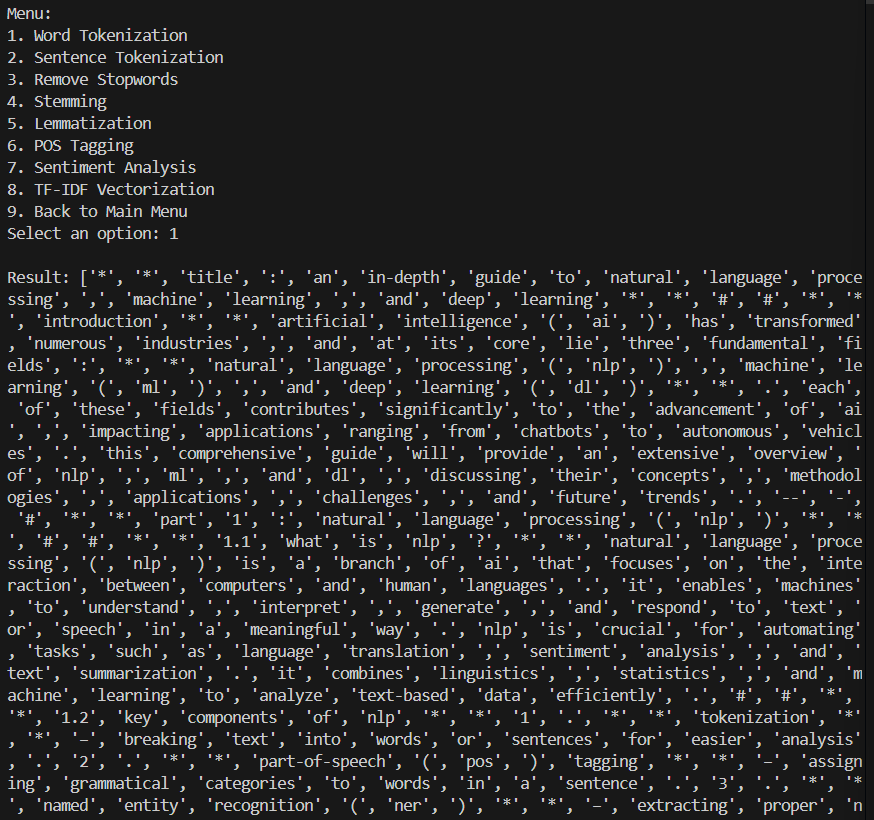 Menu:
1. Word Tokenization
2. Sentence Tokenization
3. Remove Stopwords
4. Stemming
5. Lemmatization
6. POS Tagging
7. Sentiment Analysis
8. TF-IDF Vectorization
9. Back to Main Menu
Select an option: 1

Result: ['*', '*', 'title', ':', 'an', 'in-depth', 'guide', 'to', 'natural', 'language', 'proce
ssing', ',', 'machine', 'learning', ',', 'and', 'deep', 'learning', '*', '*', '#', '#', '*', '*
', 'introduction', '*', '*', 'artificial', 'intelligence', '(', 'ai', ')', 'has', 'transformed'
, 'numerous', 'industries', ',', 'and', 'at', 'its', 'core', 'lie', 'three', 'fundamental', 'fi
elds', ':', '*', '*', 'natural', 'language', 'processing', '(', 'nlp', ')', ',', 'machine', 'le
arning', '(', 'ml', ')', ',', 'and', 'deep', 'learning', '(', 'dl', ')', '*', '*', '.', 'each',
 'of', 'these', 'fields', 'contributes', 'significantly', 'to', 'the', 'advancement', 'of', 'ai
', ',', 'impacting', 'applications', 'ranging', 'from', 'chatbots', 'to', 'autonomous', 'vehicl
es', '.', 'this', 'comprehensive', 'guide', 'will', 'provide', 'an', 'extensive', 'overview', '
of', 'nlp', ',', 'ml', ',', 'and', 'dl', ',', 'discussing', 'their', 'concepts', ',', 'methodol
ogies', ',', 'applications', ',', 'challenges', ',', 'and', 'future', 'trends', '.', '--', '-',
 '#', '*', '*', 'part', '1', ':', 'natural', 'language', 'processing', '(', 'nlp', ')', '*', '*
', '#', '#', '*', '*', '1.1', 'what', 'is', 'nlp', '?', '*', '*', 'natural', 'language', 'proce
ssing', '(', 'nlp', ')', 'is', 'a', 'branch', 'of', 'ai', 'that', 'focuses', 'on', 'the', 'inte
raction', 'between', 'computers', 'and', 'human', 'languages', '.', 'it', 'enables', 'machines'
, 'to', 'understand', ',', 'interpret', ',', 'generate', ',', 'and', 'respond', 'to', 'text', '
or', 'speech', 'in', 'a', 'meaningful', 'way', '.', 'nlp', 'is', 'crucial', 'for', 'automating'
, 'tasks', 'such', 'as', 'language', 'translation', ',', 'sentiment', 'analysis', ',', 'and', '
text', 'summarization', '.', 'it', 'combines', 'linguistics', ',', 'statistics', ',', 'and', 'm
achine', 'learning', 'to', 'analyze', 'text-based', 'data', 'efficiently', '.', '#', '#', '*',
'*', '1.2', 'key', 'components', 'of', 'nlp', '*', '*', '1', '.', '*', '*', 'tokenization', '*'
, '*', '–', 'breaking', 'text', 'into', 'words', 'or', 'sentences', 'for', 'easier', 'analysis'
, '.', '2', '.', '*', '*', 'part-of-speech', '(', 'pos', ')', 'tagging', '*', '*', '–', 'assign
ing', 'grammatical', 'categories', 'to', 'words', 'in', 'a', 'sentence', '.', '3', '.', '*', '*
', 'named', 'entity', 'recognition', '(', 'ner', ')', '*', '*', '–', 'extracting', 'proper', 'n